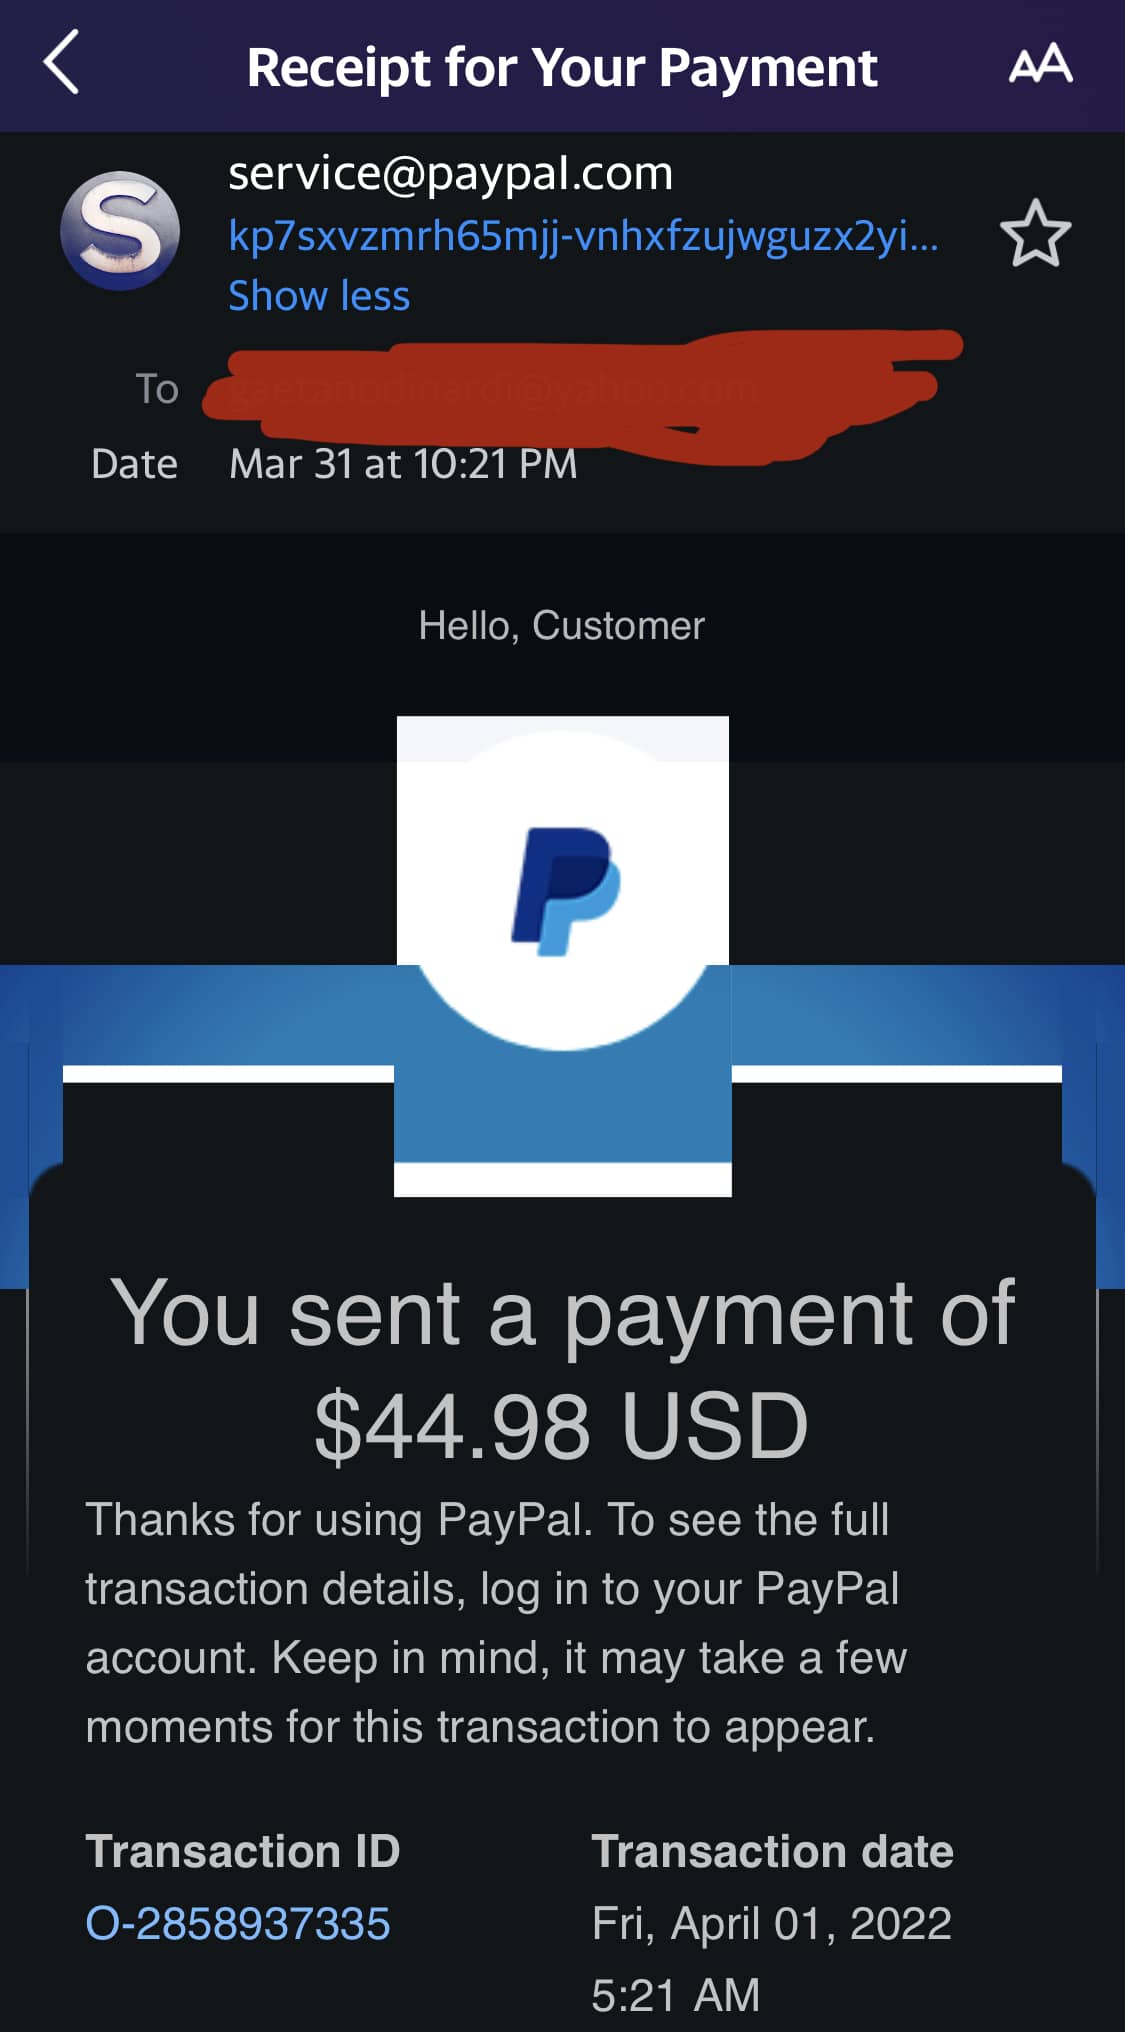 Receipt for Your Payment
AA
service@paypal.com
kp7sxvzmrh65mjj-vnhxfzujwguzx2yi...
Show less
To
Date Mar 31 at 10:21 PM
Hello, Customer
You sent a payment of
$44.98 USD
Thanks for using PayPal. To see the full
transaction details, log in to your PayPal
account. Keep in mind, it may take a few
moments for this transaction to appear.
Transaction ID Transaction date
O-2858937335 Fri, April 01, 2022
5:21 AM